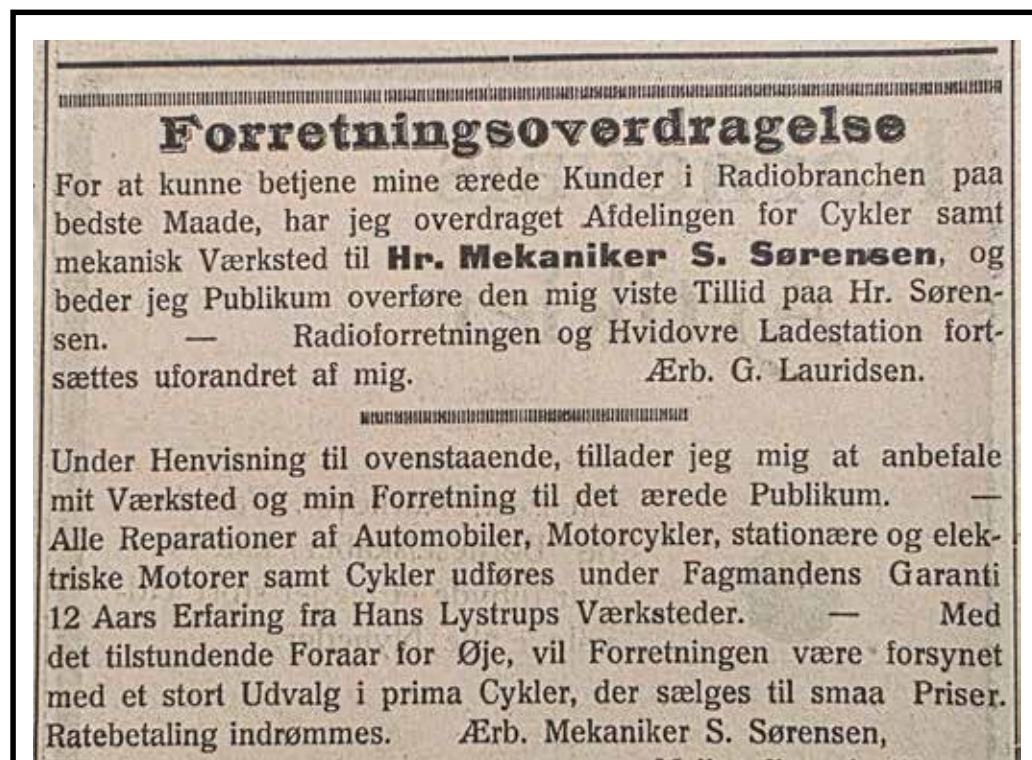 Forretningsoverdragelse
For at kunne betjene mine ærede Kunder i Radiobranchen paa
bedste Maade, har jeg overdraget Afdelingen for Cykler samt
mekanisk Værksted til Hr. Mekaniker S. Sørensen, og
beder jeg Publikum overføre den mig viste Tillid paa Hr. Søren-
sen. — Radioforretningen og Hvidovre Ladestation fort-
sættes uforandret af mig. Ærb. G. Lauridsen.
Under Henvisning til ovenstaaende, tillader jeg mig at anbefale
mit Værksted og min Forretning til det ærede Publikum. —
Alle Reparationer af Automobiler, Motorcykler, stationære og elek-
triske Motorer samt Cykler udføres under Fagmandens Garanti
12 Aars Erfaring fra Hans Lystrups Værksteder. — Med
det tilstundende Foraar for Øje, vil Forretningen være forsynet
med et stort Udvalg i prima Cykler, der sælges til smaa Priser.
Ratebetaling indrømmes. Ærb. Mekaniker S. Sørensen,